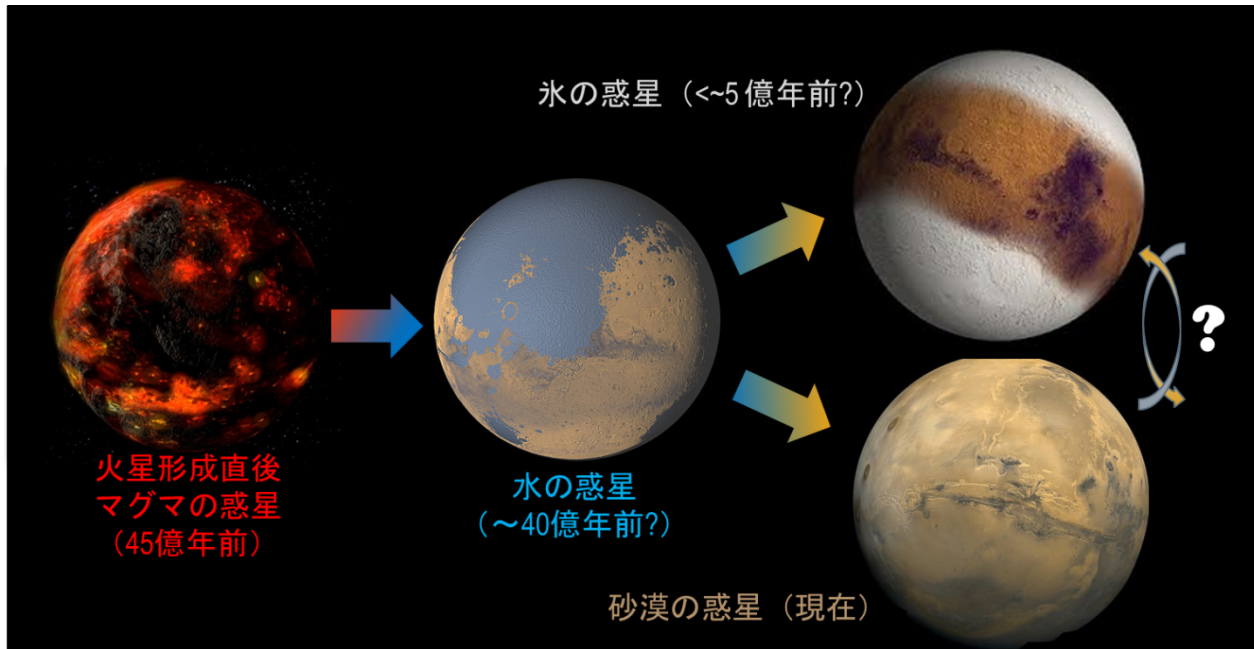 氷の惑星（<~5億年前?）
火星形成直後
マグマの惑星
（45億年前）
水の惑星
（～40億年前?）
?
砂漠の惑星（現在）